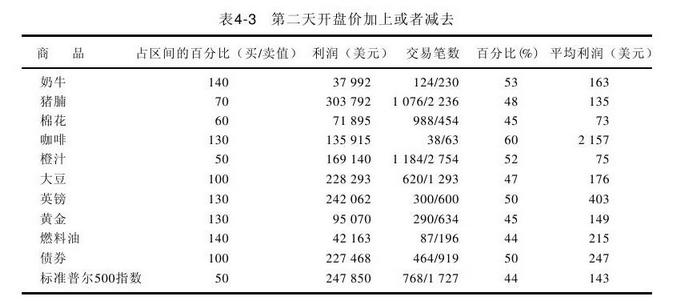 表4-3 第二天开盘价加上或者减去
商 品 占区间的百分比（买/卖值） 利润（美元） 交易笔数 百分比(%) 平均利润（美元）
奶牛 140 37 992 124/230 53 163
猪腩 70 303 792 1 076/2 236 48 135
棉花 60 71 895 988/454 45 73
咖啡 130 135 915 38/63 60 2 157
橙汁 50 169 140 1 184/2 754 52 75
大豆 100 228 293 620/1 293 47 176
英镑 130 242 062 300/600 50 403
黄金 130 95 070 290/634 45 149
燃料油 140 42 163 87/196 44 215
债券 100 227 468 464/919 50 247
标准普尔500指数 50 247 850 768/1 727 44 143